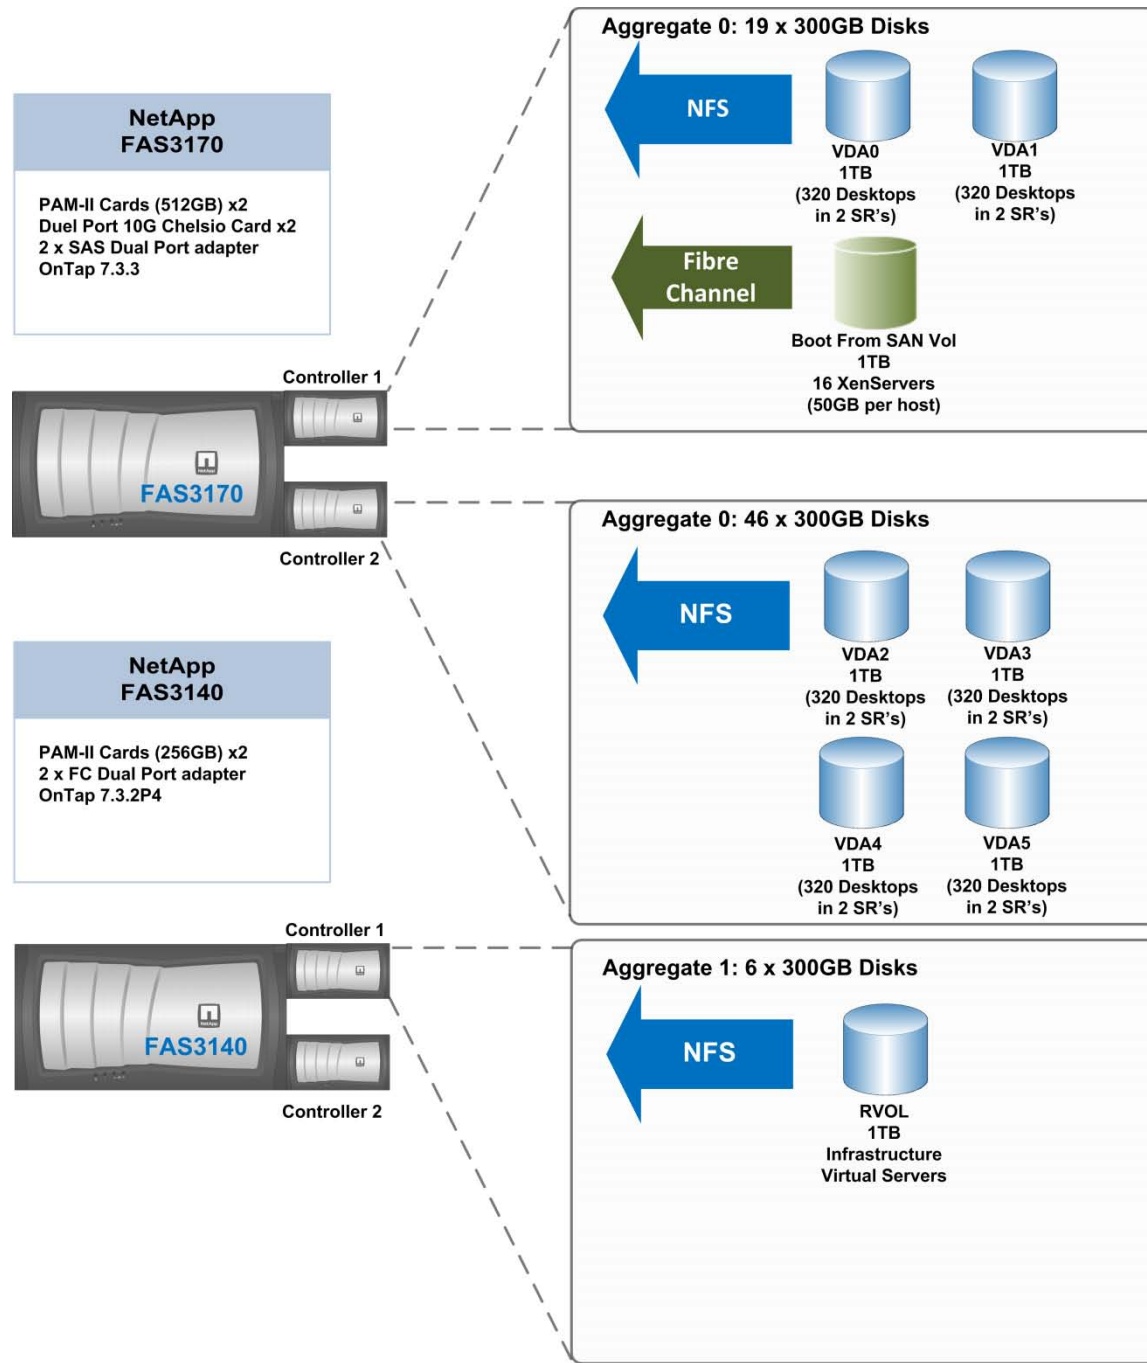 Aggregate 0: 19 x 300GB Disks
NetApp
FAS3170
PAM-II Cards (512GB) x2
Duel Port 10G Chelsio Card x2
2 x SAS Dual Port adapter
OnTap 7.3.3
NFS
VDA0
1TB
(320 Desktops
in 2 SR's)
VDA1
1TB
(320 Desktops
in 2 SR's)
Fibre
Channel
Boot From SAN Vol
1TB
16 XenServers
(50GB per host)
Controller 1
NetApp
FAS3170
Controller 2
Aggregate 0: 46 x 300GB Disks
NFS
VDA2
1TB
(320 Desktops
in 2 SR's)
VDA3
1TB
(320 Desktops
in 2 SR's)
VDA4
1TB
(320 Desktops
in 2 SR's)
VDA5
1TB
(320 Desktops
in 2 SR's)
NetApp
FAS3140
PAM-II Cards (256GB) x2
2 x FC Dual Port adapter
OnTap 7.3.2P4
Controller 1
NetApp
FAS3140
Controller 2
Aggregate 1: 6 x 300GB Disks
NFS
RVOL
1TB
Infrastructure
Virtual Servers